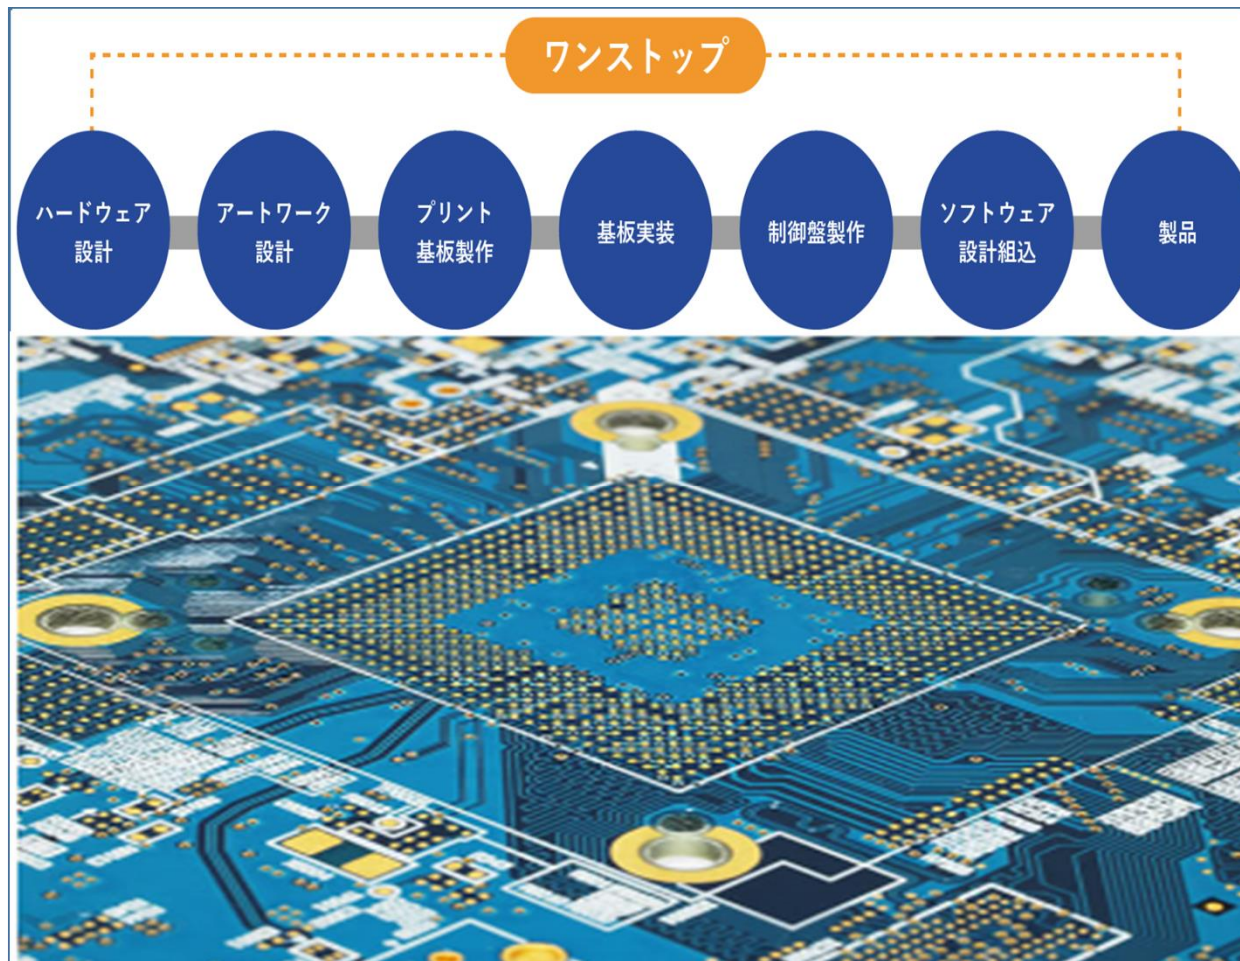 ワンストップ
ハードウェア
設計
アートワーク
設計
プリント
基板製作
基板実装
制御盤製作
ソフトウェア
設計組込
製品